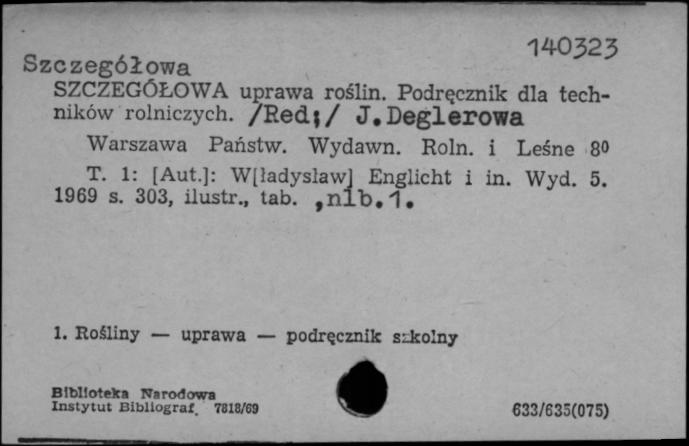 140323
Szczegółowa
SZCZEGÓŁOWA uprawa roślin. Podręcznik dla tech-
ników rolniczych. /Red;/ J.Deglerowa
Warszawa Państw. Wydawn. Roln. i Leśne 8⁰
T. 1: [Aut.]: W[ładysław] Englicht i in. Wyd. 5.
1969 s. 303, ilustr., tab. ,nlb.1.
1. Rośliny — uprawa — podręcznik szkolny
Biblioteka Narodowa
Instytut Bibliograf. 7818/69
633/635(075)